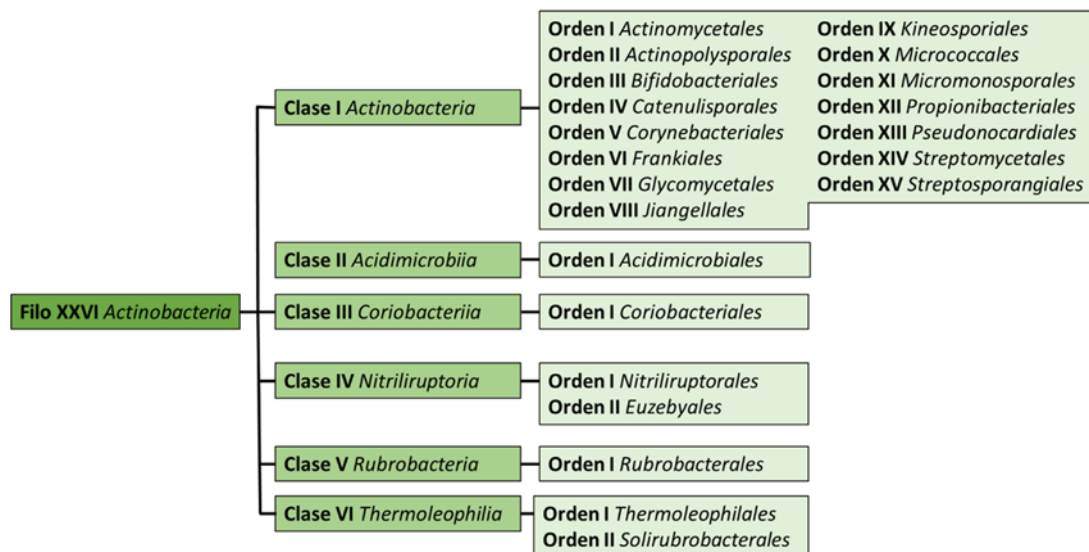 Filo XXVI Actinobacteria
Clase I Actinobacteria
Orden I Actinomycetales
Orden II Actinopolysporales
Orden III Bifidobacteriales
Orden IV Catenulisporales
Orden V Corynebacteriales
Orden VI Frankiales
Orden VII Glycomycetales
Orden VIII Jiangellales
Orden IX Kineosporiales
Orden X Micrococcales
Orden XI Micromonosporales
Orden XII Propionibacteriales
Orden XIII Pseudonocardiales
Orden XIV Streptomycetales
Orden XV Streptosporangiales
Clase II Acidimicrobiia
Orden I Acidimicrobiales
Clase III Coriobacteriia
Orden I Coriobacteriales
Clase IV Nitriliruptoria
Orden I Nitriliruptorales
Orden II Euzebyales
Clase V Rubrobacteria
Orden I Rubrobacterales
Clase VI Thermoleophilia
Orden I Thermoleophilales
Orden II Solirubrobacterales